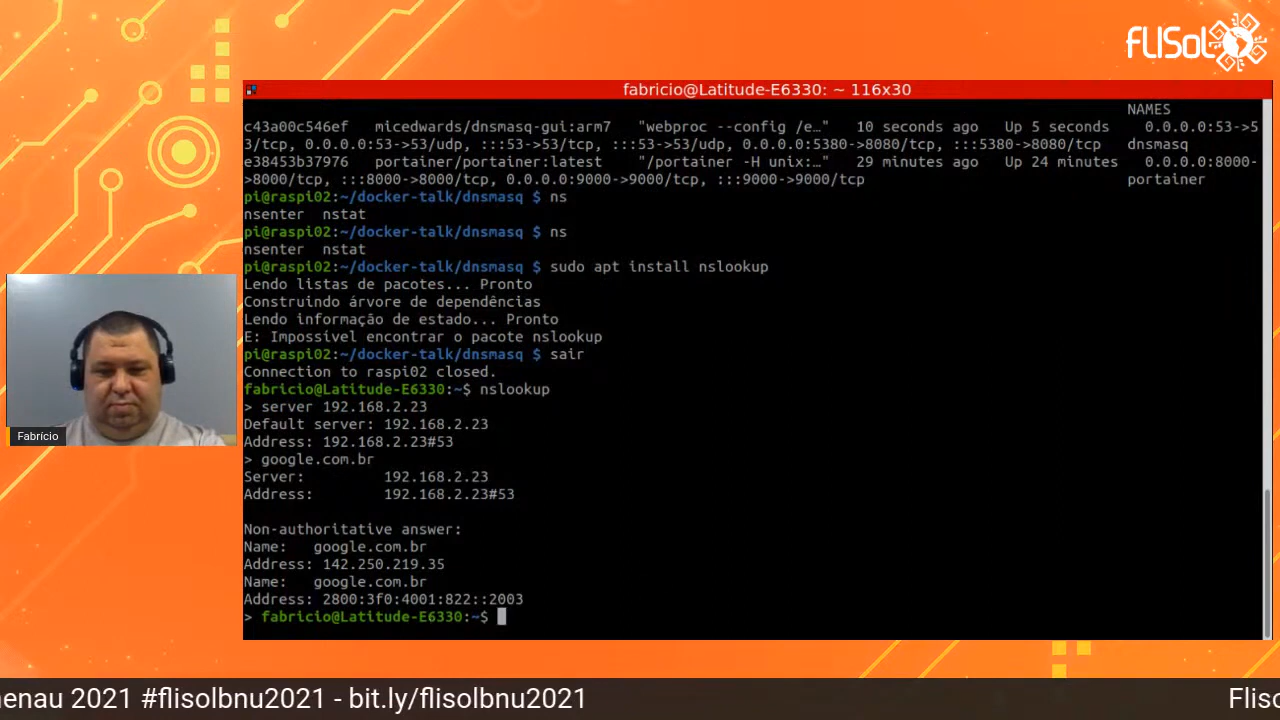 FLISoL
fabricio@Latitude-E6330: ~ 116x30
NAMES
c43a00c546ef micedwards/dnsmasq-gui:arm7 "webproc --config /e…" 10 seconds ago Up 5 seconds 0.0.0.0:53->5
3/tcp, 0.0.0.0:53->53/udp, :::53->53/tcp, :::53->53/udp, 0.0.0.0:5380->8080/tcp, :::5380->8080/tcp dnsmasq
e38453b37976 portainer/portainer:latest "/portainer -H unix:…" 29 minutes ago Up 24 minutes 0.0.0.0:8000-
>8000/tcp, :::8000->8000/tcp, 0.0.0.0:9000->9000/tcp, :::9000->9000/tcp portainer
pi@raspi02:~/docker-talk/dnsmasq $ ns
nsenter nstat
pi@raspi02:~/docker-talk/dnsmasq $ ns
nsenter nstat
pi@raspi02:~/docker-talk/dnsmasq $ sudo apt install nslookup
Lendo listas de pacotes... Pronto
Construindo árvore de dependências
Lendo informação de estado... Pronto
E: Impossível encontrar o pacote nslookup
pi@raspi02:~/docker-talk/dnsmasq $ sair
Connection to raspi02 closed.
fabricio@Latitude-E6330:~$ nslookup
> server 192.168.2.23
Default server: 192.168.2.23
Address: 192.168.2.23#53
> google.com.br
Server: 192.168.2.23
Address: 192.168.2.23#53
Non-authoritative answer:
Name: google.com.br
Address: 142.250.219.35
Name: google.com.br
Address: 2800:3f0:4001:822::2003
> fabricio@Latitude-E6330:~$
Fabrício
enau 2021 #flisolbnu2021 - bit.ly/flisolbnu2021 Flis